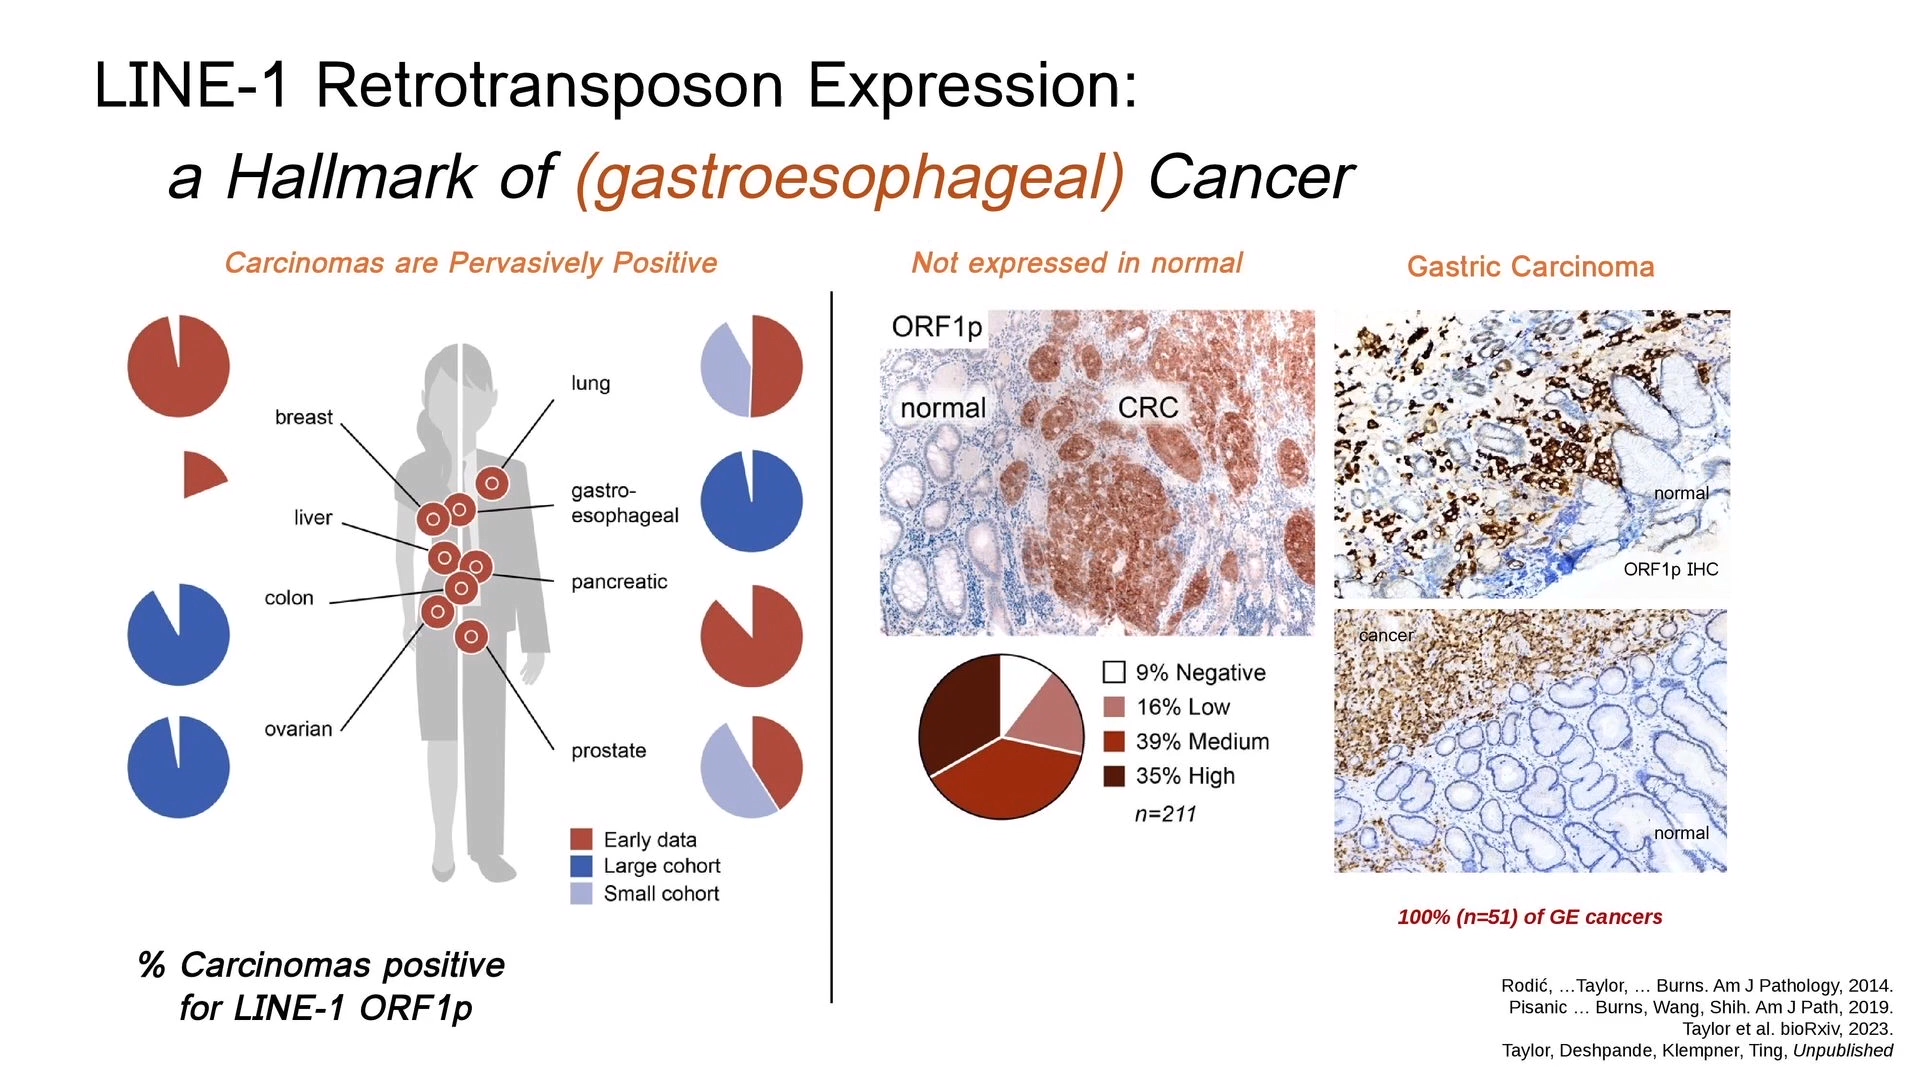 LINE-1 Retrotransposon Expression:
a Hallmark of (gastroesophageal) Cancer
Carcinomas are Pervasively Positive
breast
liver
colon
ovarian
lung
gastro-
esophageal
pancreatic
prostate
Early data
Large cohort
Small cohort
% Carcinomas positive
for LINE-1 ORF1p
Not expressed in normal
ORF1p
normal
CRC
9% Negative
16% Low
39% Medium
35% High
n=211
Gastric Carcinoma
normal
ORF1p IHC
cancer
normal
100% (n=51) of GE cancers
Rodić, …Taylor, … Burns. Am J Pathology, 2014.
Pisanic … Burns, Wang, Shih. Am J Path, 2019.
Taylor et al. bioRxiv, 2023.
Taylor, Deshpande, Klempner, Ting, Unpublished